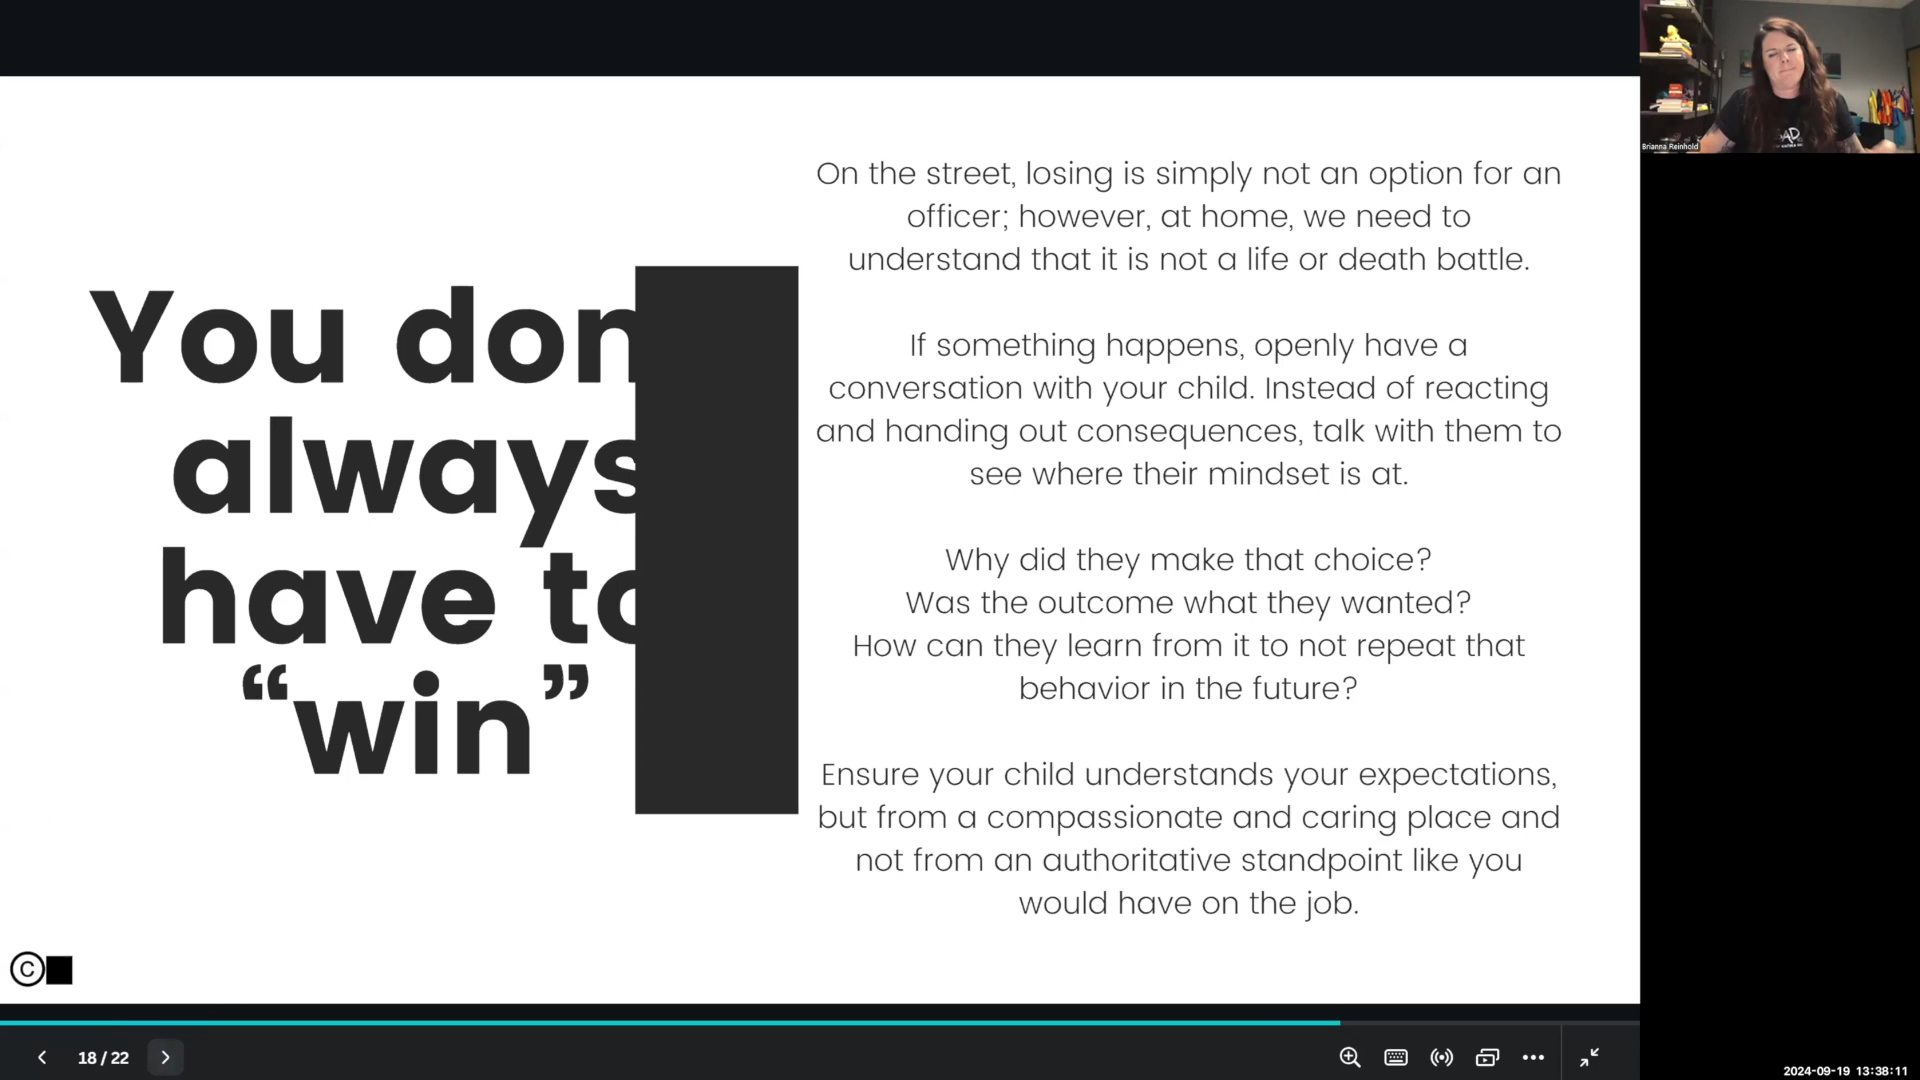 You don
always
have to
“win”
On the street, losing is simply not an option for an
officer; however, at home, we need to
understand that it is not a life or death battle.
If something happens, openly have a
conversation with your child. Instead of reacting
and handing out consequences, talk with them to
see where their mindset is at.
Why did they make that choice?
Was the outcome what they wanted?
How can they learn from it to not repeat that
behavior in the future?
Ensure your child understands your expectations,
but from a compassionate and caring place and
not from an authoritative standpoint like you
would have on the job.
©
18 / 22
Brianna Reinhold
2024-09-19 13:38:11